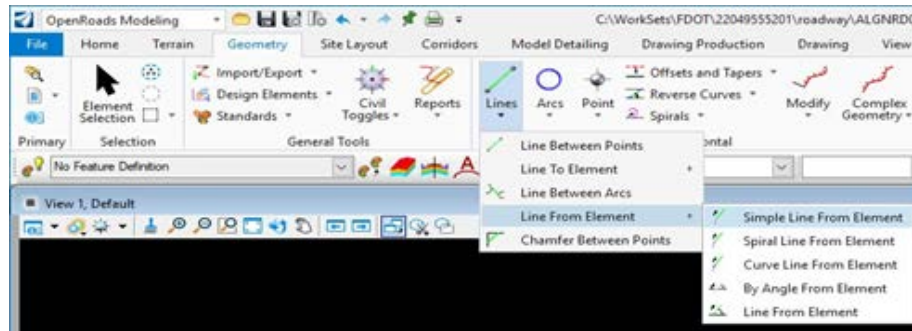 OpenRoads Modeling C:\WorkSets\FDOT\22049555201\roadway\ALGNRD
File Home Terrain Geometry Site Layout Corridors Model Detailing Drawing Production Drawing View
Import/Export Offsets and Tapers
Design Elements Reverse Curves
Standards Spirals
Element Selection Civil Toggles Reports Lines Arcs Point Modify Complex Geometry
Primary Selection General Tools ontal
No Feature Definition
Line Between Points
Line To Element
Line Between Arcs
Line From Element
Chamfer Between Points
View 1, Default
Simple Line From Element
Spiral Line From Element
Curve Line From Element
By Angle From Element
Line From Element